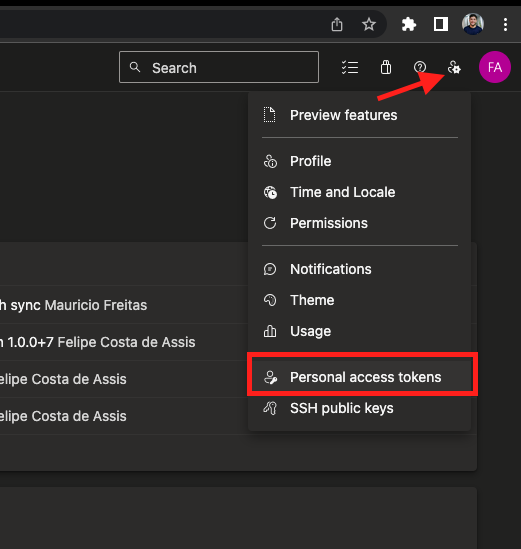 Search
FA
Preview features
Profile
Time and Locale
Permissions
Notifications
Theme
Usage
Personal access tokens
SSH public keys
h sync Mauricio Freitas
1.0.0+7 Felipe Costa de Assis
elipe Costa de Assis
elipe Costa de Assis